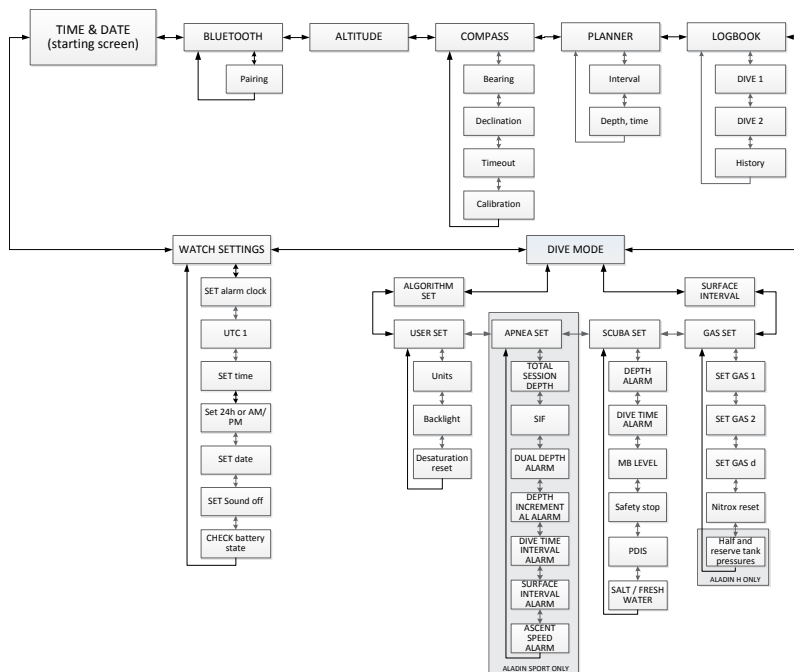 TIME & DATE
(starting screen)
BLUETOOTH
ALTITUDE
COMPASS
PLANNER
LOGBOOK
Pairing
Bearing
Declination
Timeout
Calibration
Interval
Depth, time
DIVE 1
DIVE 2
History
WATCH SETTINGS
DIVE MODE
SET alarm clock
UTC 1
SET time
Set 24h or AM/
PM
SET date
SET Sound off
CHECK battery
state
ALGORITHM
SET
SURFACE
INTERVAL
USER SET
APNEA SET
SCUBA SET
GAS SET
Units
Backlight
Desaturation
reset
TOTAL
SESSION
DEPTH
SIF
DUAL DEPTH
ALARM
DEPTH
INCREMENT
AL ALARM
DIVE TIME
INTERVAL
ALARM
SURFACE
INTERVAL
ALARM
ASCENT
SPEED
ALARM
ALADIN SPORT ONLY
DEPTH
ALARM
DIVE TIME
ALARM
MB LEVEL
Safety stop
PDIS
SALT / FRESH
WATER
SET GAS 1
SET GAS 2
SET GAS d
Nitrox reset
Half and
reserve tank
pressures
ALADIN H ONLY